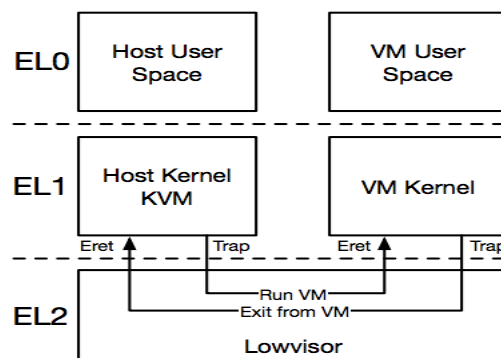 EL0
Host User
Space
VM User
Space
EL1
Host Kernel
KVM
VM Kernel
Eret
Trap
Eret
Trap
EL2
Run VM
Exit from VM
Lowvisor